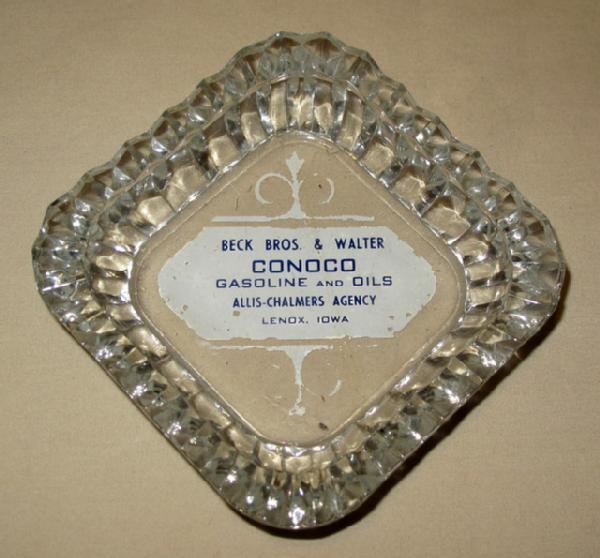 BECK BROS. & WALTER
CONOCO
GASOLINE AND OILS
ALLIS-CHALMERS AGENCY
LENOX, IOWA